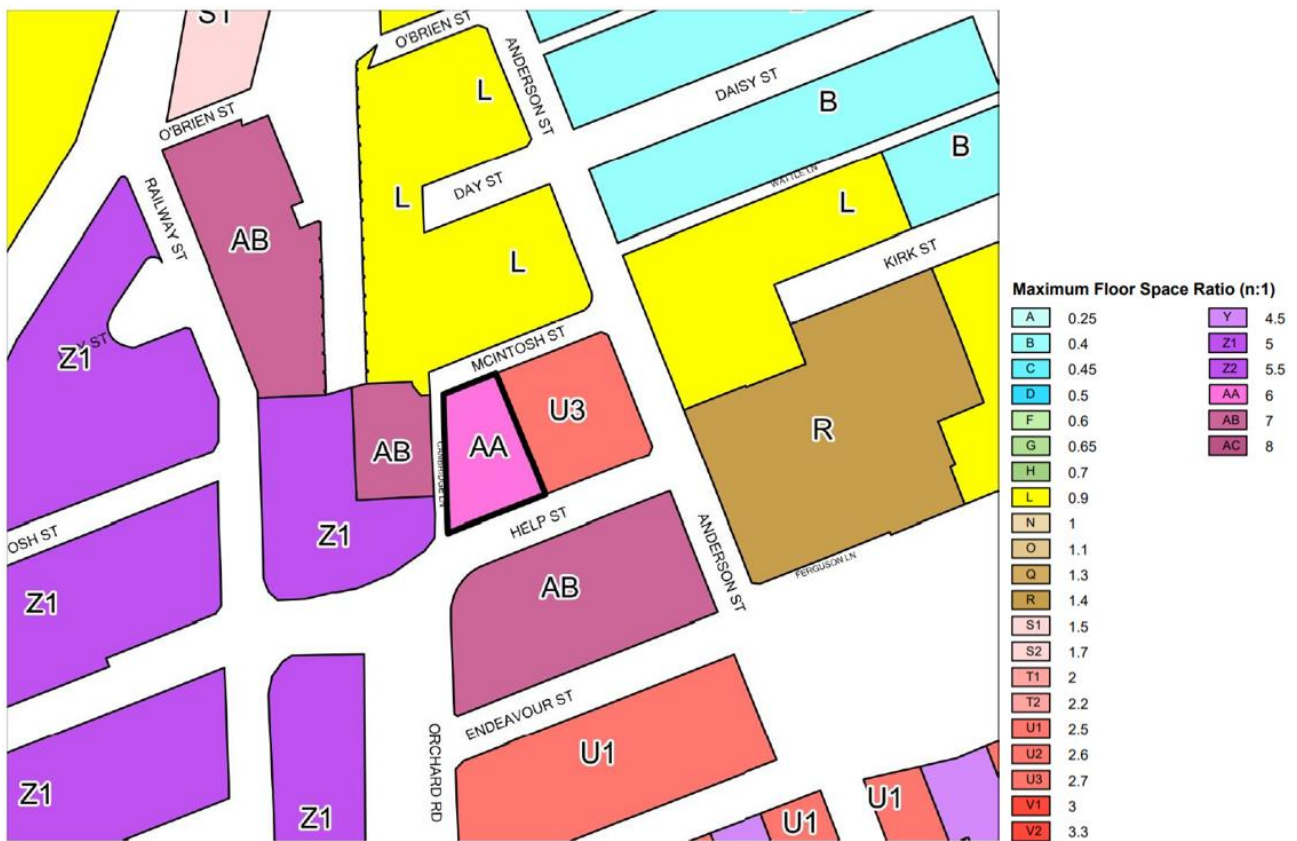 S1
O'BRIEN ST
ANDERSON ST
L
DAISY ST
B
O'BRIEN ST
B
WATTLE LN
RAILWAY ST
DAY ST
L
L
AB
KIRK ST
L
Z1
ST
MCINTOSH ST
U3
R
AA
AB
CAMBRIDGE LN
HELP ST
OSH ST
Z1
ANDERSON ST
FERGUSON LN
AB
Z1
ENDEAVOUR ST
ORCHARD RD
U1
Z1
Z1
U1
U1
Maximum Floor Space Ratio (n:1)
A 0.25
B 0.4
C 0.45
D 0.5
F 0.6
G 0.65
H 0.7
L 0.9
N 1
O 1.1
Q 1.3
R 1.4
S1 1.5
S2 1.7
T1 2
T2 2.2
U1 2.5
U2 2.6
U3 2.7
V1 3
V2 3.3
Y 4.5
Z1 5
Z2 5.5
AA 6
AB 7
AC 8